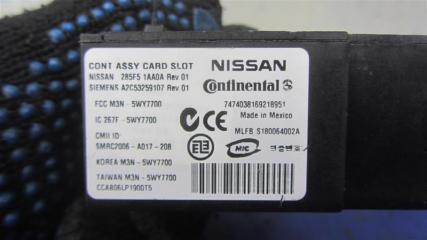 CONT ASSY CARD SLOT
NISSAN 285F5 1AA0A Rev 01
SIEMENS A2C53259107 Rev 01
NISSAN
Continental
FCC M3N - 5WY7700
IC 267F - 5WY7700
CMII ID:
SMRC2006 - A017 - 208
KOREA M3N - 5WY7700
TAIWAN M3N - 5WY7700
CCAB06LP1900T5
7474038169218951
Made in Mexico
CE
MLFB S180064002A
MIC